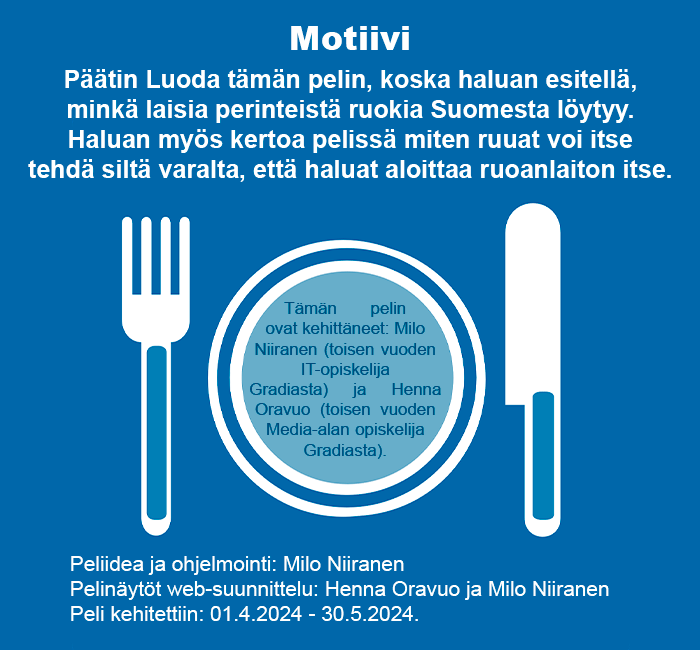 Motiivi
Päätin Luoda tämän pelin, koska haluan esitellä,
minkä laisia perinteistä ruokia Suomesta löytyy.
Haluan myös kertoa pelissä miten ruuat voi itse
tehdä siltä varalta, että haluat aloittaa ruoanlaiton itse.
Tämän pelin
ovat kehittäneet: Milo
Niiranen (toisen vuoden
IT-opiskelija
Gradiasta) ja Henna
Oravuo (toisen vuoden
Media-alan opiskelija
Gradiasta).
Peliidea ja ohjelmointi: Milo Niiranen
Pelinäytöt web-suunnittelu: Henna Oravuo ja Milo Niiranen
Peli kehitettiin: 01.4.2024 - 30.5.2024.